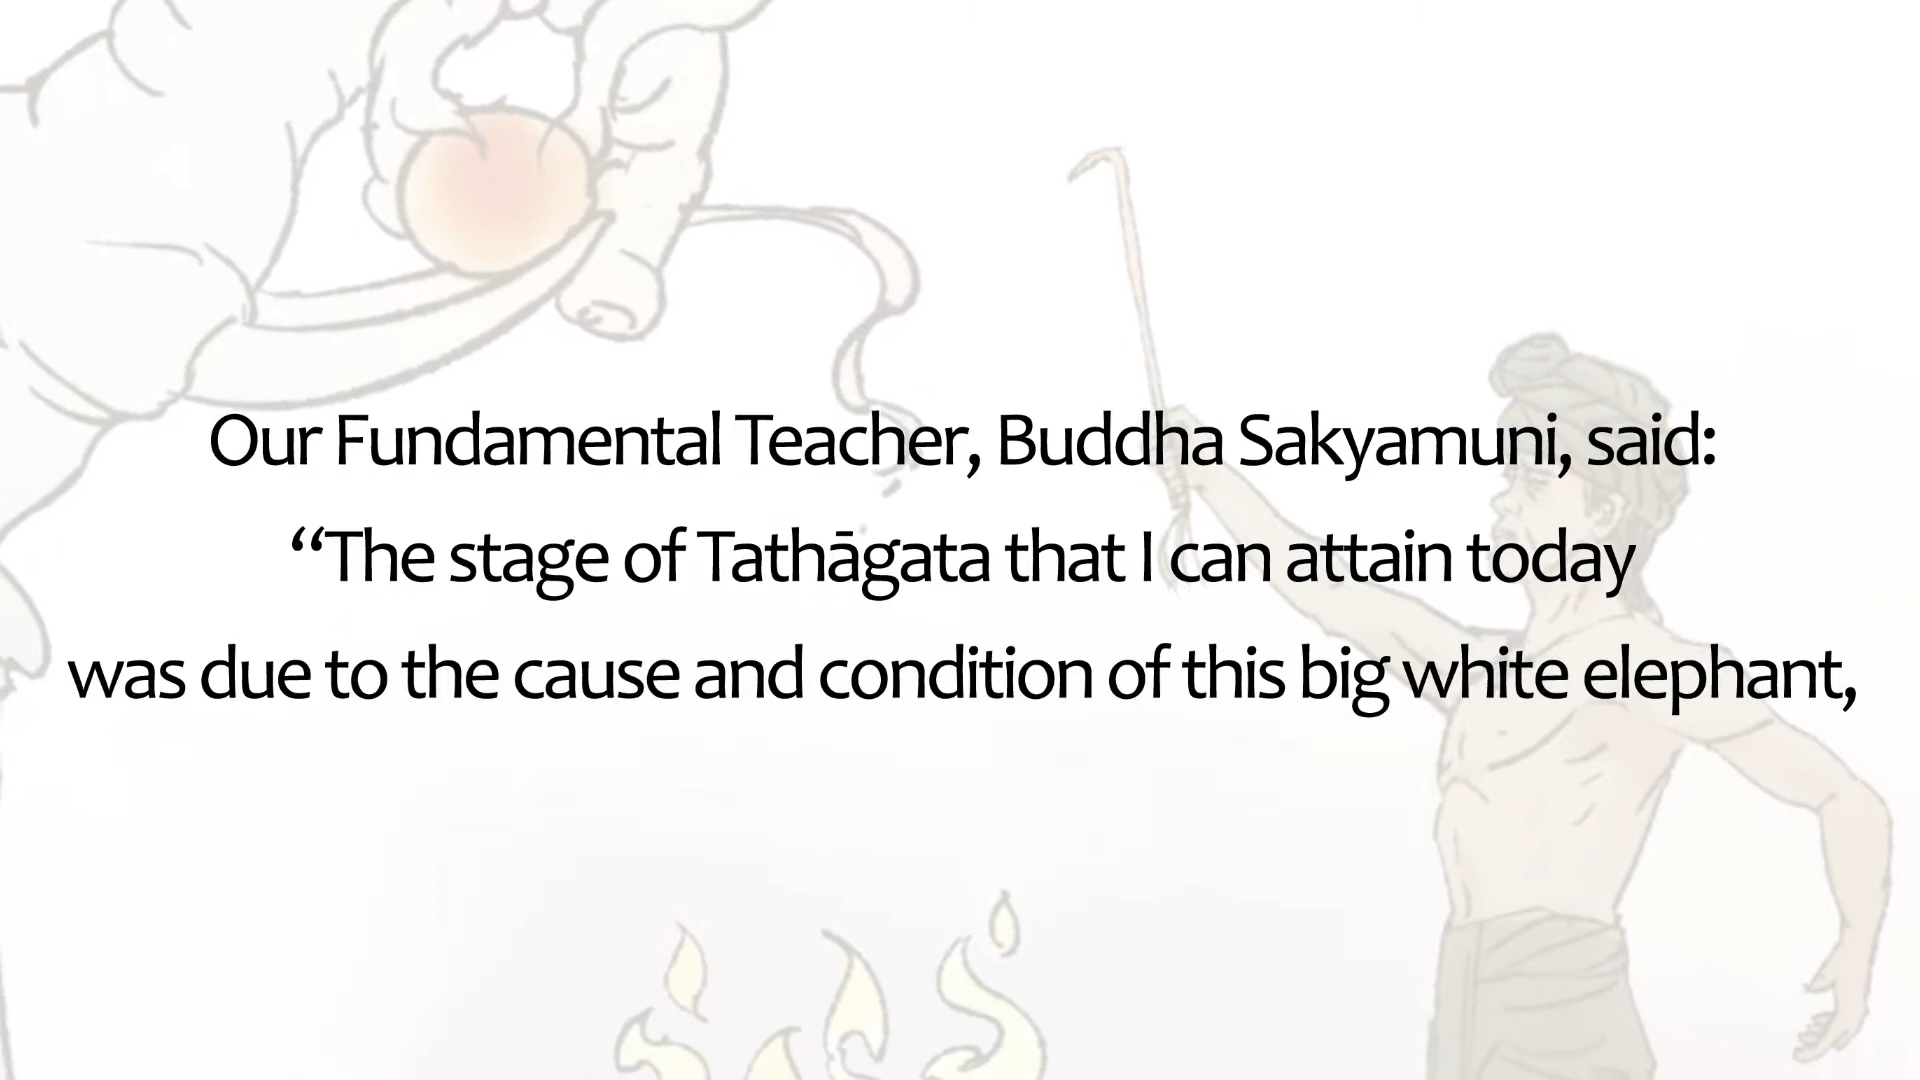 Our Fundamental Teacher, Buddha Sakyamuni, said:
“The stage of Tathāgata that I can attain today
was due to the cause and condition of this big white elephant,